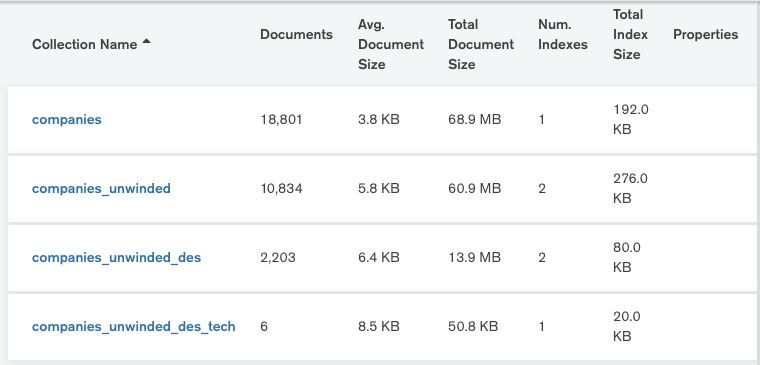 Collection Name
Documents
Avg. Document Size
Total Document Size
Num. Indexes
Total Index Size
Properties
companies 18,801 3.8 KB 68.9 MB 1 192.0 KB
companies_unwinded 10,834 5.8 KB 60.9 MB 2 276.0 KB
companies_unwinded_des 2,203 6.4 KB 13.9 MB 2 80.0 KB
companies_unwinded_des_tech 6 8.5 KB 50.8 KB 1 20.0 KB